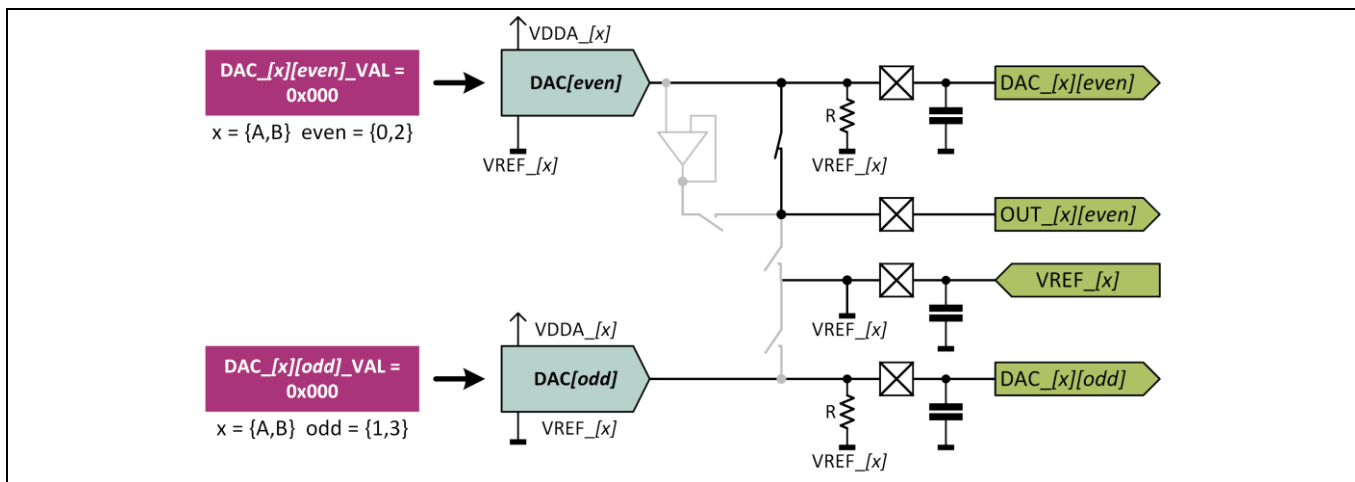 VDDA_[x]
DAC_[x][even]_VAL =
0x000
x = {A,B} even = {0,2}
DAC[even]
VREF_[x]
R
VREF_[x]
DAC_[x][even]
OUT_[x][even]
VREF_[x]
VREF_[x]
VDDA_[x]
DAC_[x][odd]_VAL =
0x000
x = {A,B} odd = {1,3}
DAC[odd]
VREF_[x]
R
VREF_[x]
DAC_[x][odd]